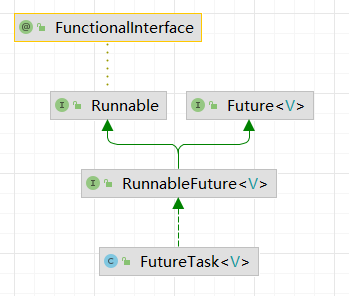 @ FunctionalInterface
I Runnable
I Future<V>
I RunnableFuture<V>
C FutureTask<V>